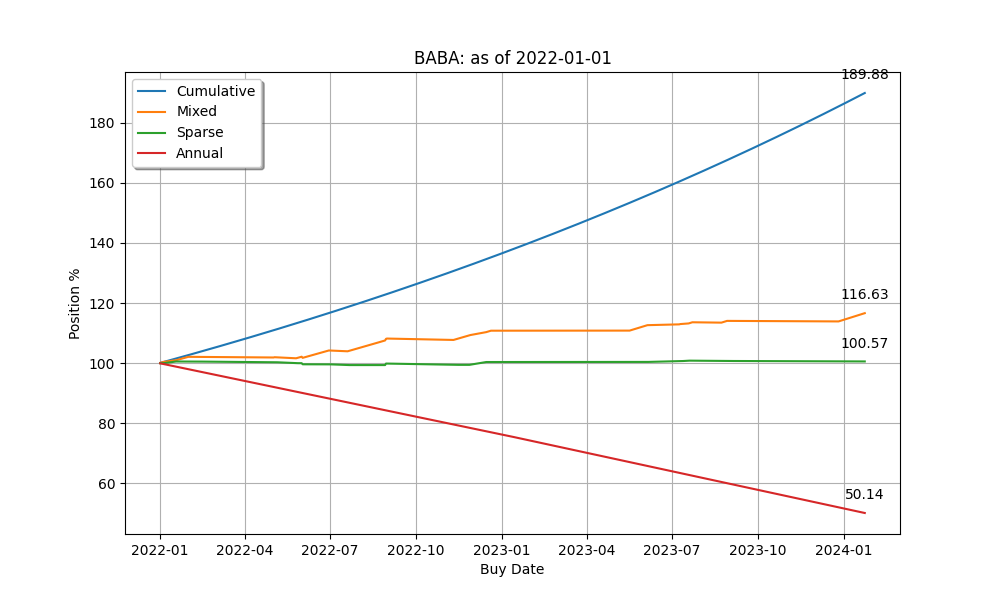 BABA: as of 2022-01-01
189.88
Cumulative
Mixed
Sparse
Annual
180
160
140
120
100
80
60
116.63
100.57
50.14
Position %
2022-01 2022-04 2022-07 2022-10 2023-01 2023-04 2023-07 2023-10 2024-01
Buy Date